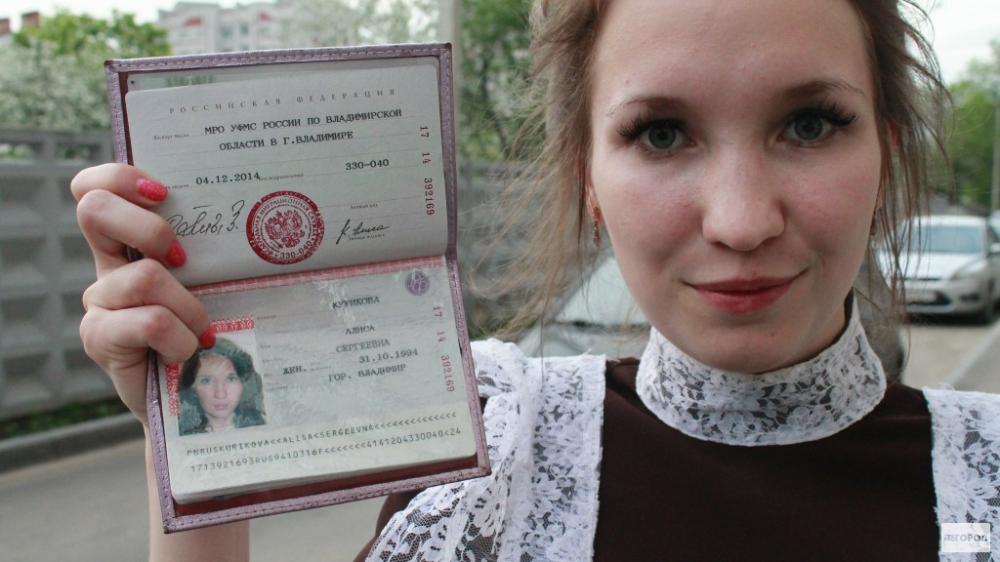 РОССИЙСКАЯ ФЕДЕРАЦИЯ
МРО УФМС РОССИИ ПО ВЛАДИМИРСКОЙ
ОБЛАСТИ В Г.ВЛАДИМИРЕ
04.12.2014 330-040
17 14 392169
КУРИКОВА
АЛИСА
СЕРГЕЕВНА
ЖЕН. 31.10.1994
ГОР. ВЛАДИМИР
17 14 392169
PNRUSKURIKOVA<<ALISA<SERGEEVNA<<<<<<<<<<<<<<
1713921693RUS9410316F<<<<<<<4141204330040<24